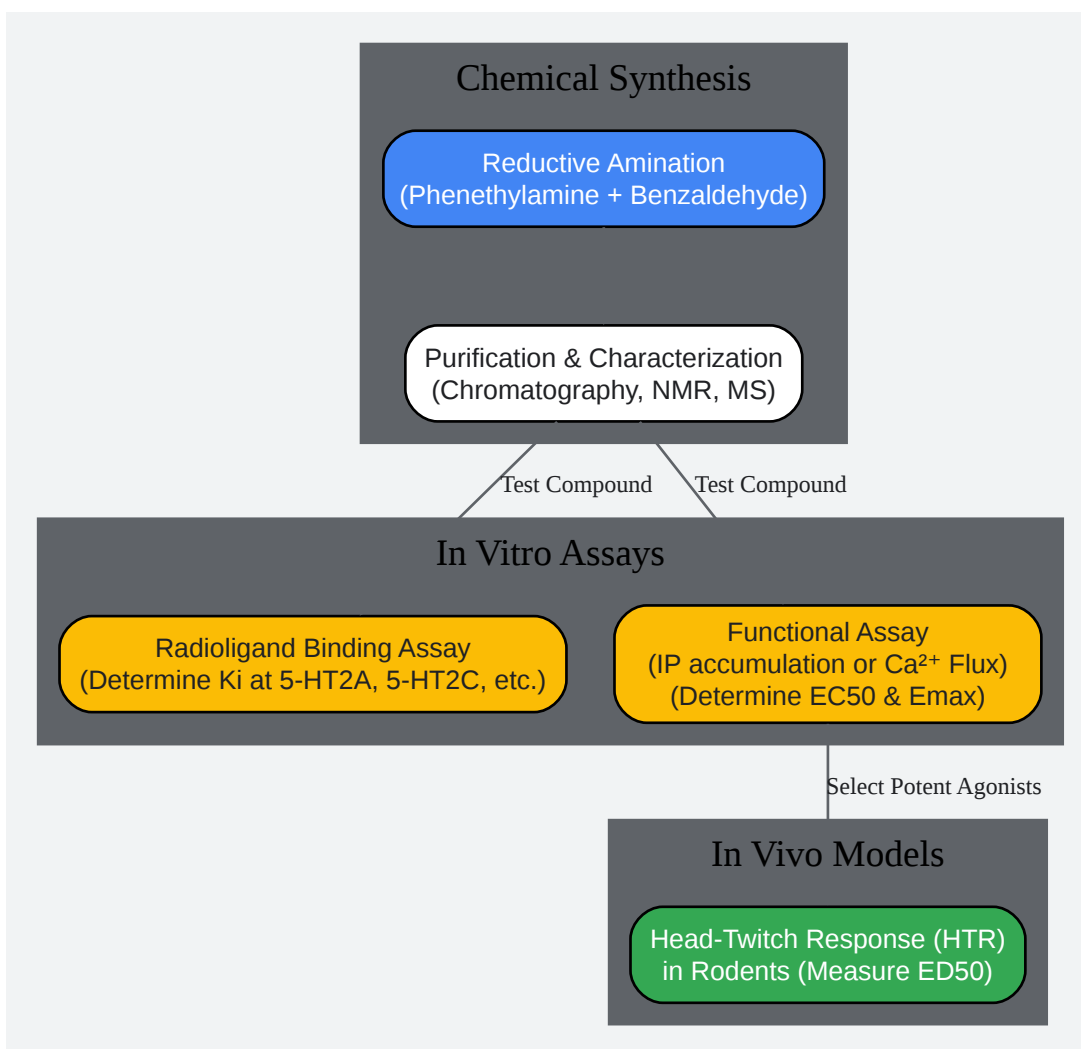 Chemical Synthesis
Reductive Amination
(Phenethylamine + Benzaldehyde)
Purification & Characterization
(Chromatography, NMR, MS)
Test Compound
Test Compound
In Vitro Assays
Radioligand Binding Assay
(Determine Ki at 5-HT2A, 5-HT2C, etc.)
Functional Assay
(IP accumulation or Ca²⁺ Flux)
(Determine EC50 & Emax)
Select Potent Agonists
In Vivo Models
Head-Twitch Response (HTR)
in Rodents (Measure ED50)